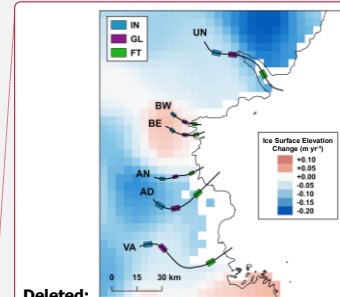 IN
GL
FT
UN
BW
BE
AN
AD
VA
Ice Surface Elevation
Change (m yr⁻¹)
+0.10
+0.05
+0.00
-0.05
-0.10
-0.15
-0.20
0 15 30 km
Deleted: